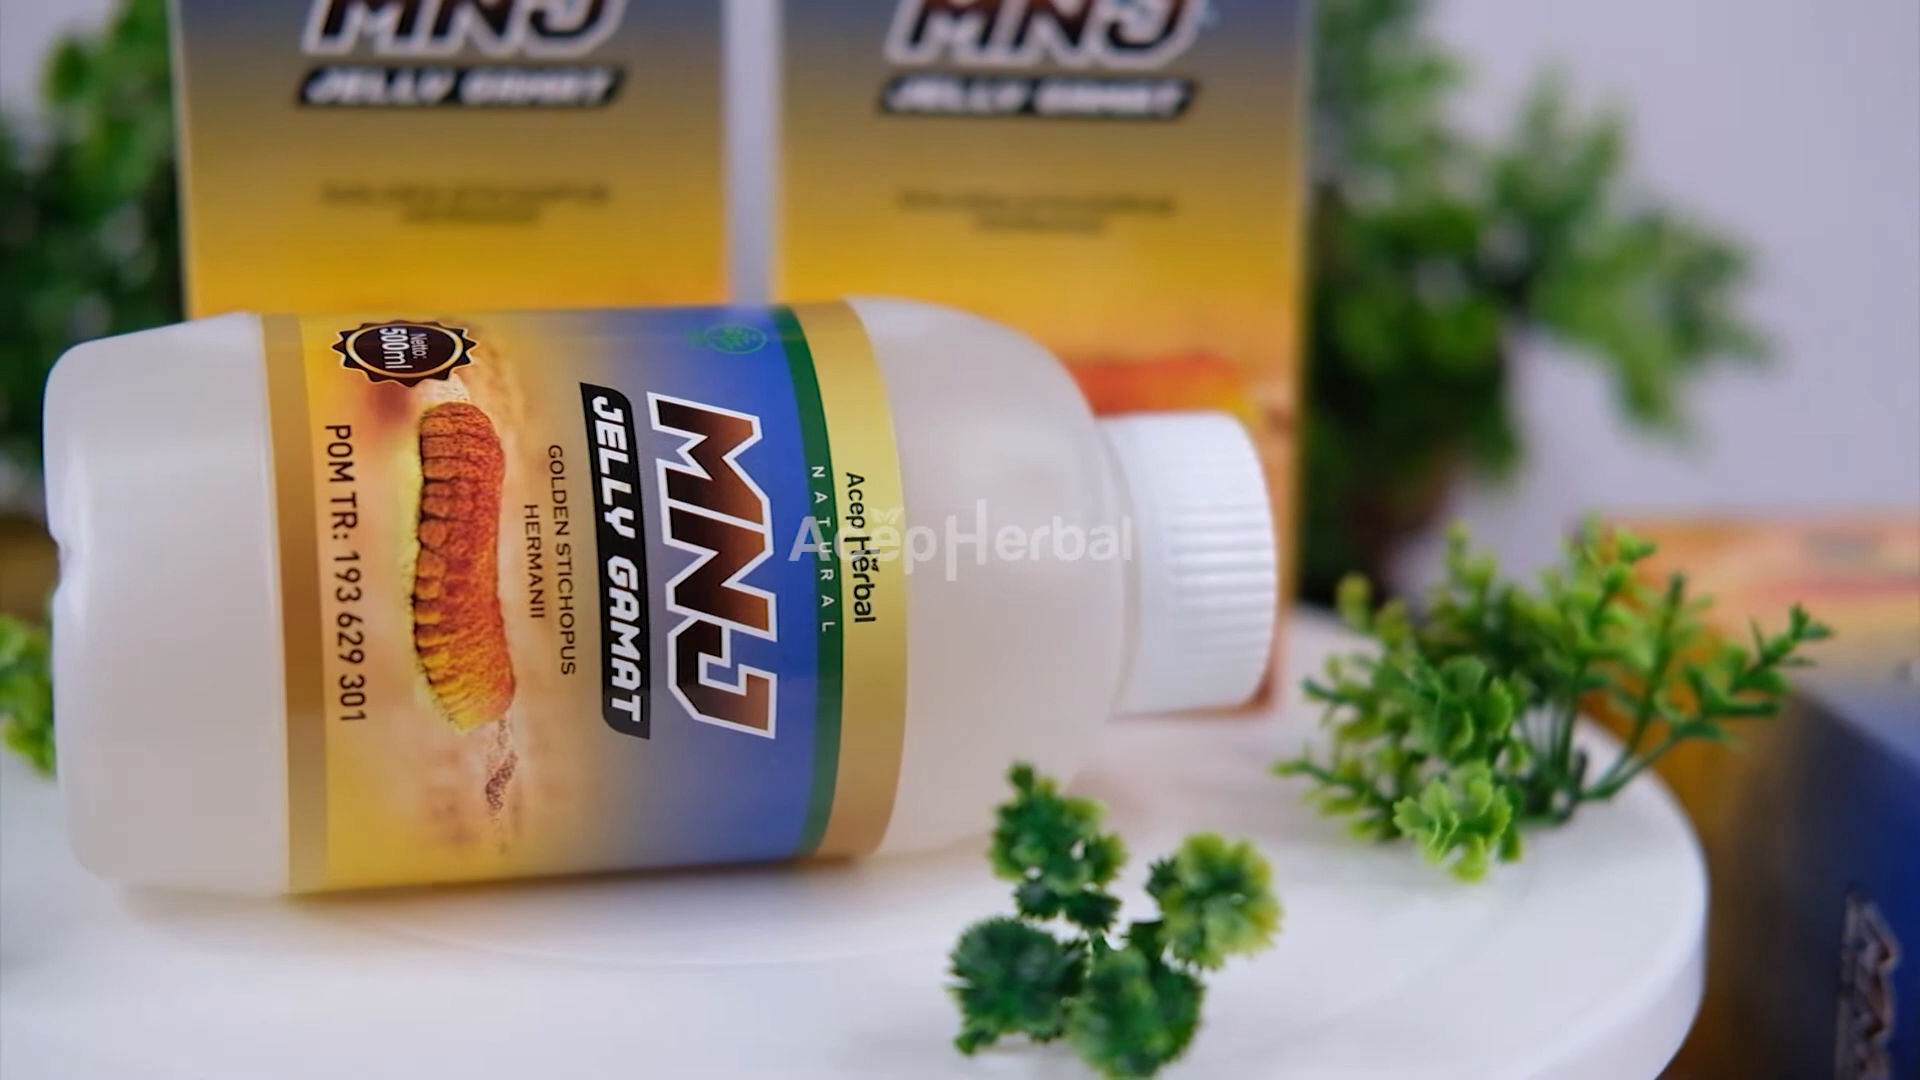 MNJ
JELLY GAMAT
MNJ
JELLY GAMAT
Acep Herbal
NATURAL
MNJ
JELLY GAMAT
GOLDEN STICHOPUS
HERMANII
Netto:
500ml
POM TR: 193 629 301
AcepHerbal